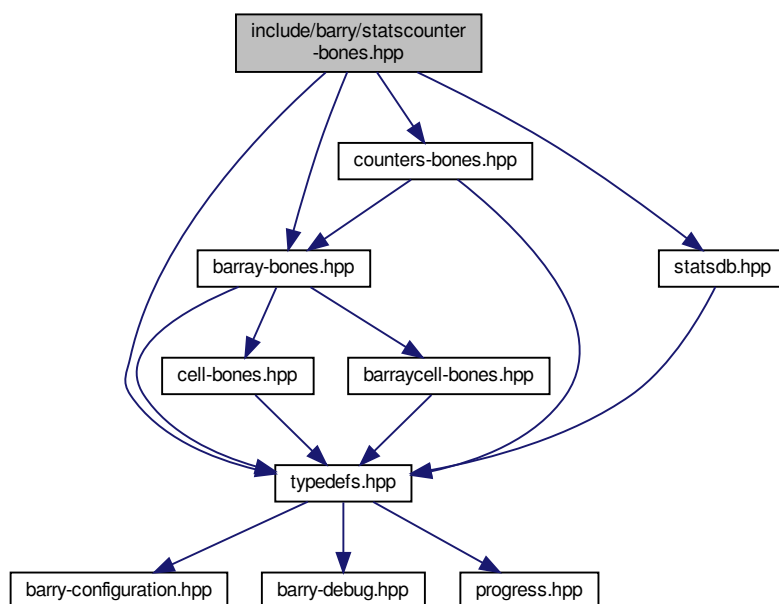 include/barry/statscounter
-bones.hpp
counters-bones.hpp
barray-bones.hpp
statsdb.hpp
cell-bones.hpp
barraycell-bones.hpp
typedefs.hpp
barry-configuration.hpp
barry-debug.hpp
progress.hpp